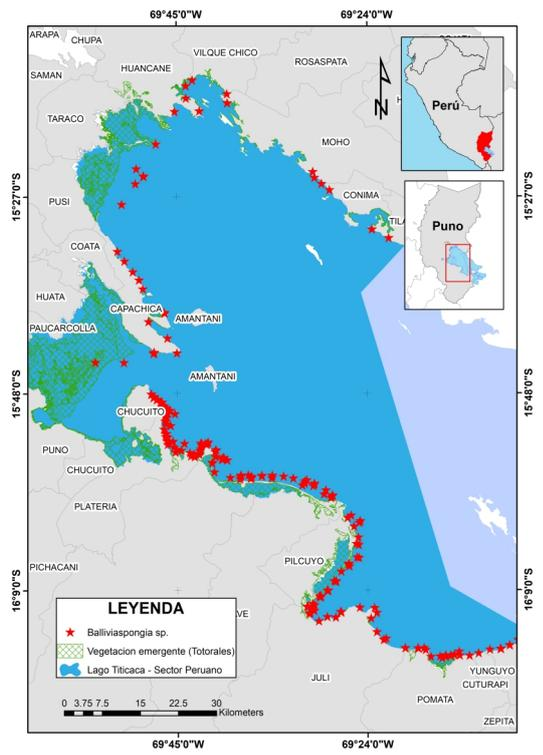 69°45'0"W 69°24'0"W
ARAPA CHUPA
VILQUE CHICO
SAMAN HUANCANE ROSASPATA
TARACO
MOHO
PUSI
CONIMA
TILA
COATA
HUATA
CAPACHICA
AMANTANI
PAUCARCOLLA
AMANTANI
CHUCUITO
PUNO
CHUCUITO
PLATERIA
PILCUYO
PICHACANI
AVE
JULI
YUNGUYO
CUTURAPI
POMATA
ZEPITA
N
Perú
Puno
15°27'0"S 15°27'0"S
15°48'0"S 15°48'0"S
16°9'0"S 16°9'0"S
LEYENDA
Balliviaspongia sp.
Vegetacion emergente (Totorales)
Lago Titicaca - Sector Peruano
0 3.75 7.5 15 22.5 30
Kilometers
69°45'0"W 69°24'0"W